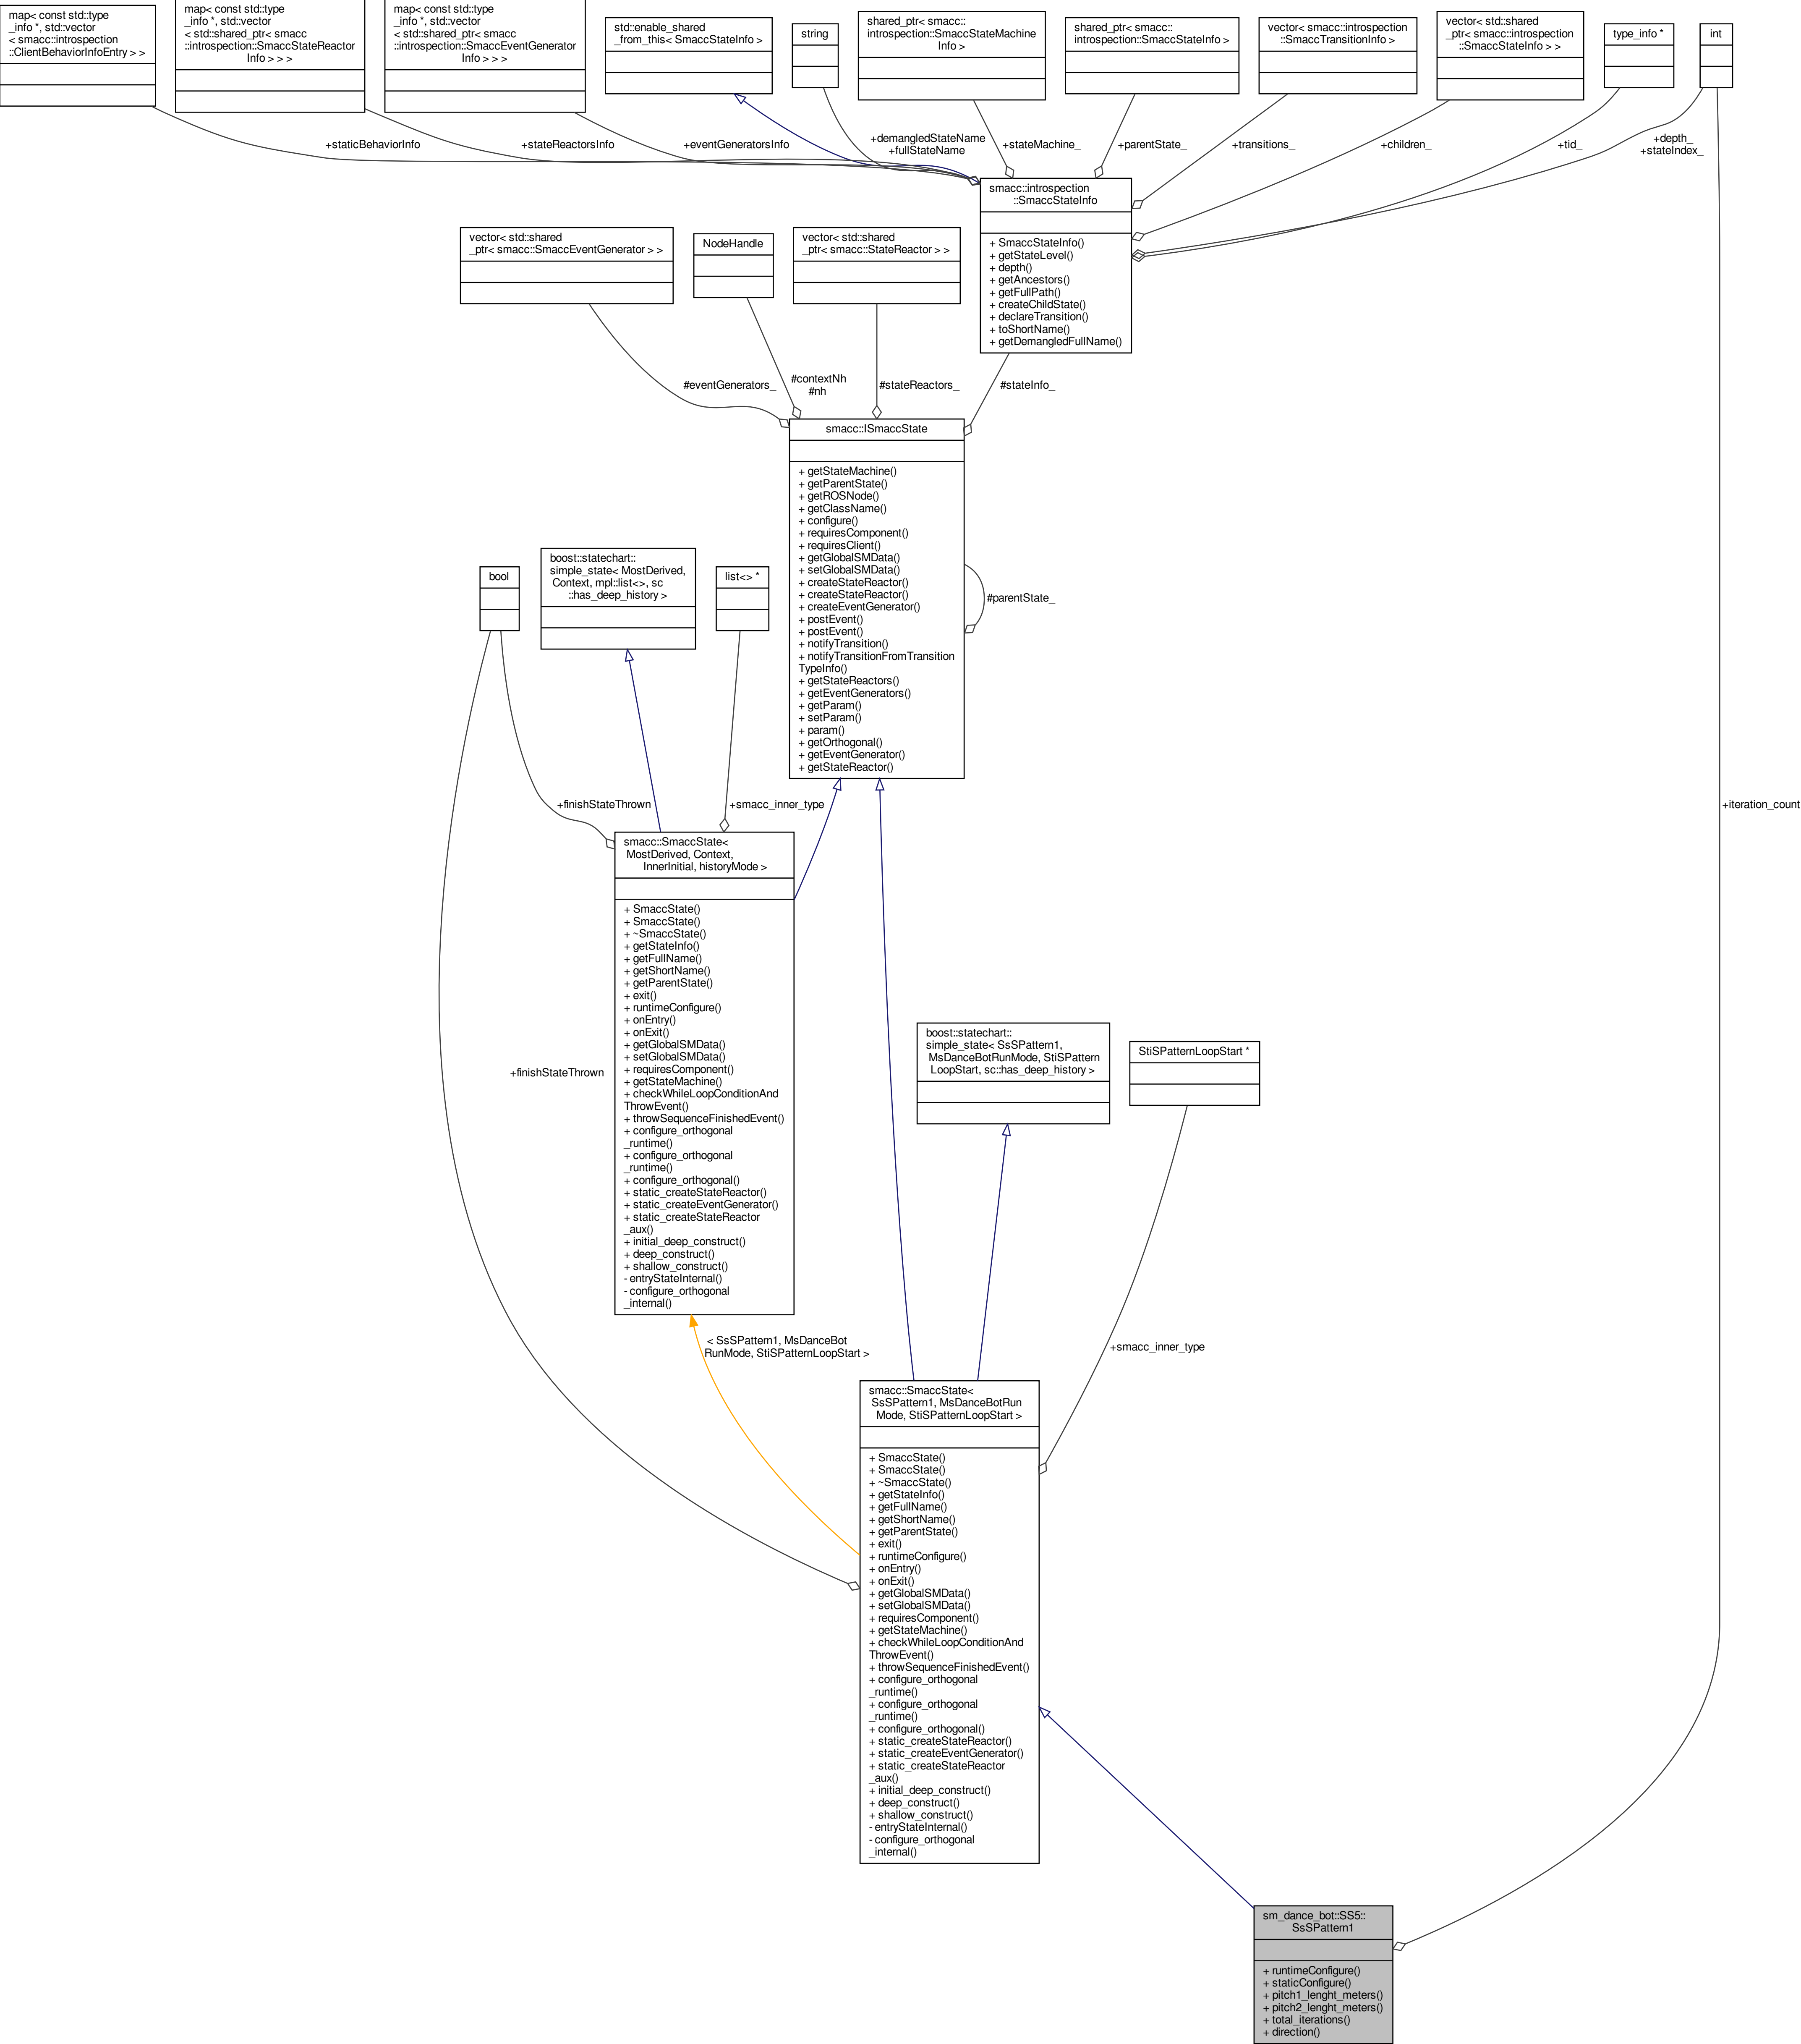 map< const std::type
_info *, std::vector
< smacc::introspection
::ClientBehaviorInfoEntry > >
map< const std::type
_info *, std::vector
< std::shared_ptr< smacc
::introspection::SmaccStateReactor
Info > > >
map< const std::type
_info *, std::vector
< std::shared_ptr< smacc
::introspection::SmaccEventGenerator
Info > > >
std::enable_shared
_from_this< SmaccStateInfo >
string
shared_ptr< smacc::
introspection::SmaccStateMachine
Info >
shared_ptr< smacc::
introspection::SmaccStateInfo >
vector< smacc::introspection
::SmaccTransitionInfo >
vector< std::shared
_ptr< smacc::introspection
::SmaccStateInfo > >
type_info *
int
+staticBehaviorInfo
+stateReactorsInfo
+eventGeneratorsInfo
+demangledStateName
+fullStateName
+stateMachine_
+parentState_
+transitions_
+children_
+tid_
+depth_
+stateIndex_
smacc::introspection
::SmaccStateInfo
+ SmaccStateInfo()
+ getStateLevel()
+ depth()
+ getAncestors()
+ getFullPath()
+ createChildState()
+ declareTransition()
+ toShortName()
+ getDemangledFullName()
vector< std::shared
_ptr< smacc::SmaccEventGenerator > >
NodeHandle
vector< std::shared
_ptr< smacc::StateReactor > >
#eventGenerators_
#contextNh
#nh
#stateReactors_
#stateInfo_
smacc::ISmaccState
+ getStateMachine()
+ getParentState()
+ getROSNode()
+ getClassName()
+ configure()
+ requiresComponent()
+ requiresClient()
+ getGlobalSMData()
+ setGlobalSMData()
+ createStateReactor()
+ createStateReactor()
+ createEventGenerator()
+ postEvent()
+ postEvent()
+ notifyTransition()
+ notifyTransitionFromTransition
TypeInfo()
+ getStateReactors()
+ getEventGenerators()
+ getParam()
+ setParam()
+ param()
+ getOrthogonal()
+ getEventGenerator()
+ getStateReactor()
#parentState_
bool
boost::statechart::
simple_state< MostDerived,
Context, mpl::list<>, sc
::has_deep_history >
list<> *
+finishStateThrown
+smacc_inner_type
+iteration_count
smacc::SmaccState<
MostDerived, Context,
InnerInitial, historyMode >
+ SmaccState()
+ SmaccState()
+ ~SmaccState()
+ getStateInfo()
+ getFullName()
+ getShortName()
+ getParentState()
+ exit()
+ runtimeConfigure()
+ onEntry()
+ onExit()
+ getGlobalSMData()
+ setGlobalSMData()
+ requiresComponent()
+ getStateMachine()
+ checkWhileLoopConditionAnd
ThrowEvent()
+ throwSequenceFinishedEvent()
+ configure_orthogonal
_runtime()
+ configure_orthogonal
_runtime()
+ configure_orthogonal()
+ static_createStateReactor()
+ static_createEventGenerator()
+ static_createStateReactor
_aux()
+ initial_deep_construct()
+ deep_construct()
+ shallow_construct()
- entryStateInternal()
- configure_orthogonal
_internal()
+finishStateThrown
boost::statechart::
simple_state< SsSPattern1,
MsDanceBotRunMode, StiSPattern
LoopStart, sc::has_deep_history >
StiSPatternLoopStart *
< SsSPattern1, MsDanceBot
RunMode, StiSPatternLoopStart >
+smacc_inner_type
smacc::SmaccState<
SsSPattern1, MsDanceBotRun
Mode, StiSPatternLoopStart >
+ SmaccState()
+ SmaccState()
+ ~SmaccState()
+ getStateInfo()
+ getFullName()
+ getShortName()
+ getParentState()
+ exit()
+ runtimeConfigure()
+ onEntry()
+ onExit()
+ getGlobalSMData()
+ setGlobalSMData()
+ requiresComponent()
+ getStateMachine()
+ checkWhileLoopConditionAnd
ThrowEvent()
+ throwSequenceFinishedEvent()
+ configure_orthogonal
_runtime()
+ configure_orthogonal
_runtime()
+ configure_orthogonal()
+ static_createStateReactor()
+ static_createEventGenerator()
+ static_createStateReactor
_aux()
+ initial_deep_construct()
+ deep_construct()
+ shallow_construct()
- entryStateInternal()
- configure_orthogonal
_internal()
sm_dance_bot::SS5::
SsSPattern1
+ runtimeConfigure()
+ staticConfigure()
+ pitch1_lenght_meters()
+ pitch2_lenght_meters()
+ total_iterations()
+ direction()